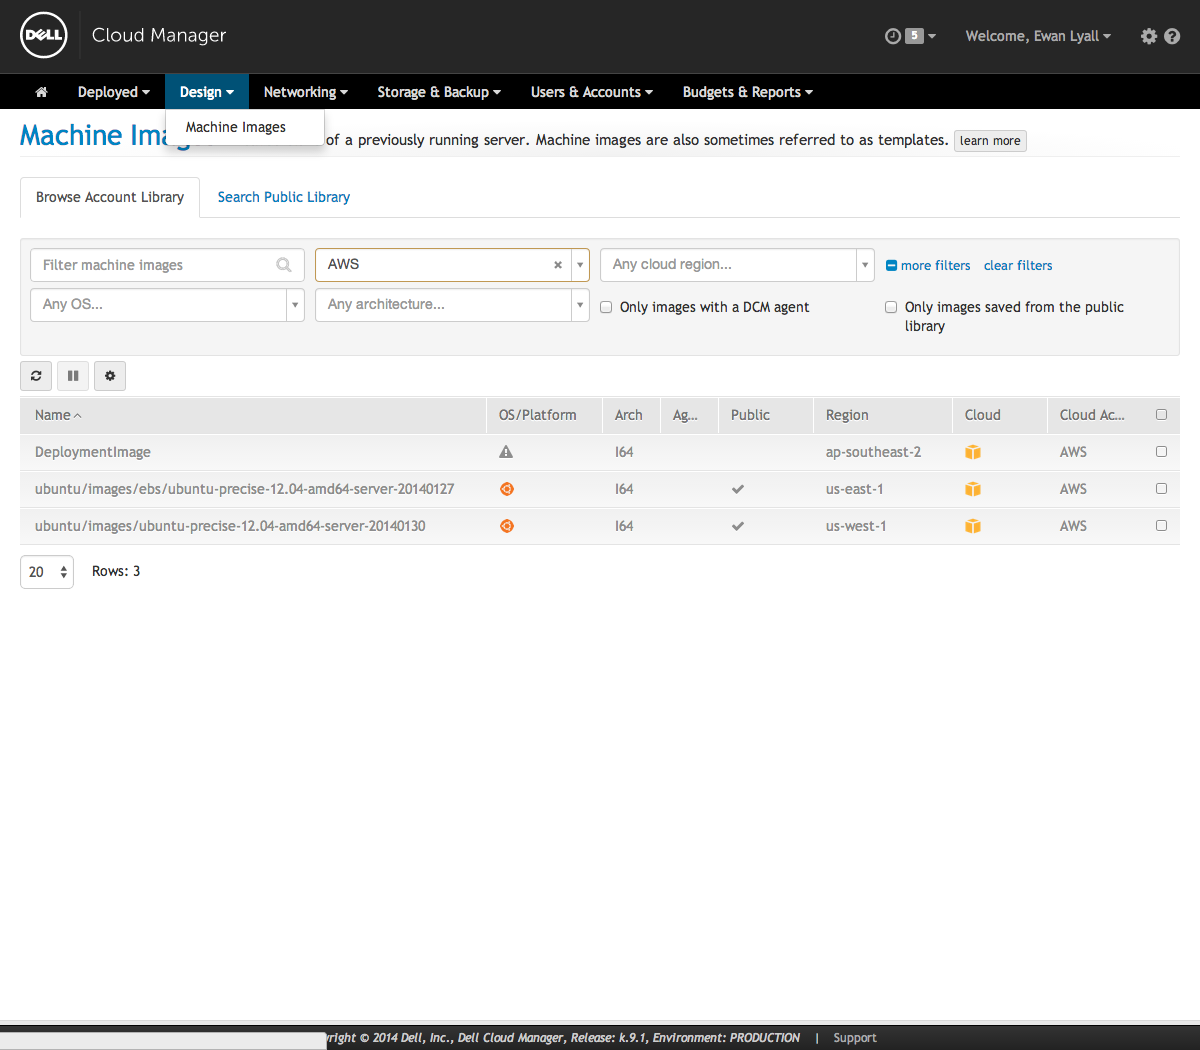 DELL Cloud Manager 5 Welcome, Ewan Lyall
Deployed Design Networking Storage & Backup Users & Accounts Budgets & Reports
Machine Images
Machine Ima of a previously running server. Machine images are also sometimes referred to as templates. learn more
Browse Account Library Search Public Library
Filter machine images AWS Any cloud region... more filters clear filters
Any OS... Any architecture... Only images with a DCM agent Only images saved from the public
library
Name OS/Platform Arch Ag... Public Region Cloud Cloud Ac...
DeploymentImage I64 ap-southeast-2 AWS
ubuntu/images/ebs/ubuntu-precise-12.04-amd64-server-20140127 I64 us-east-1 AWS
ubuntu/images/ubuntu-precise-12.04-amd64-server-20140130 I64 us-west-1 AWS
20 Rows: 3
yright © 2014 Dell, Inc., Dell Cloud Manager, Release: k.9.1, Environment: PRODUCTION | Support